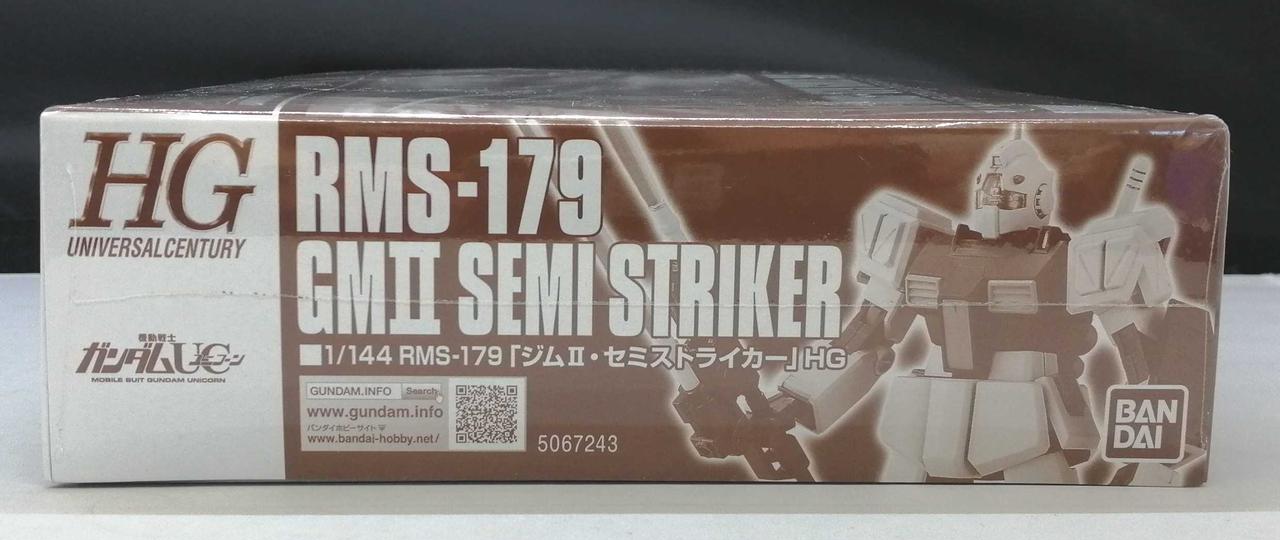 HG
UNIVERSAL CENTURY
機動戦士
ガンダムUC
ユニコーン
MOBILE SUIT GUNDAM UNICORN
RMS-179
GMⅡ SEMI STRIKER
■1/144 RMS-179「ジムⅡ・セミストライカー」HG
GUNDAM.INFO Search
www.gundam.info
バンダイホビーサイト
www.bandai-hobby.net/
5067243
BAN
DAI